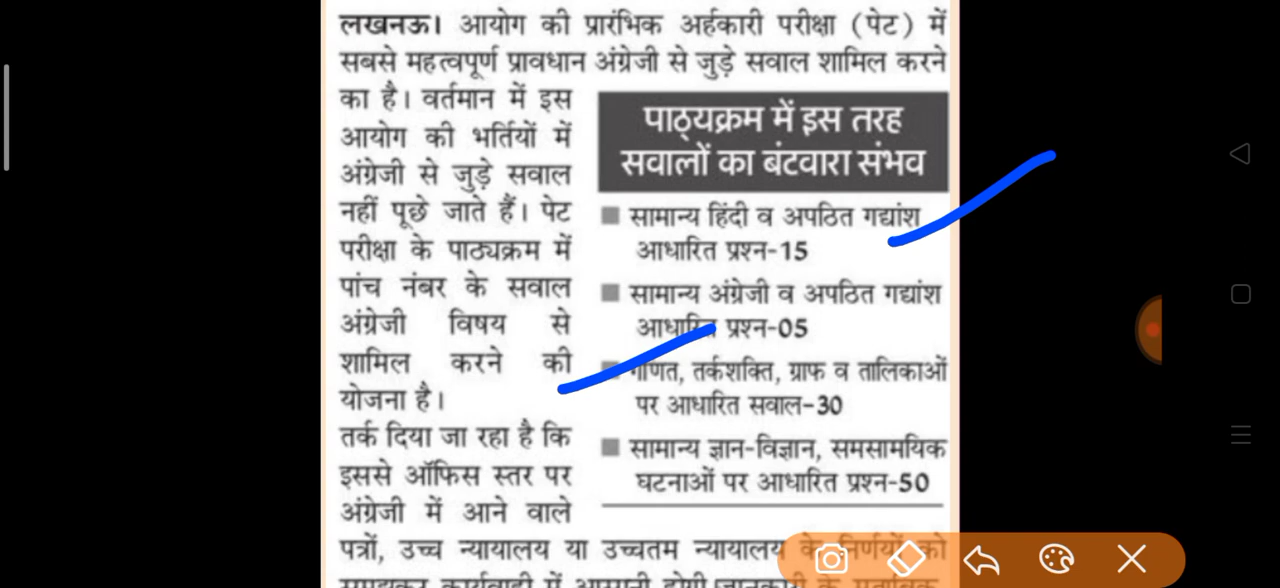 लखनऊ। आयोग की प्रारंभिक अर्हकारी परीक्षा (पेट) में
सबसे महत्वपूर्ण प्रावधान अंग्रेजी से जुड़े सवाल शामिल करने
का है। वर्तमान में इस
आयोग की भर्तियों में
अंग्रेजी से जुड़े सवाल
नहीं पूछे जाते हैं। पेट
परीक्षा के पाठ्यक्रम में
पांच नंबर के सवाल
अंग्रेजी विषय से
शामिल करने की
योजना है।
तर्क दिया जा रहा है कि
इससे ऑफिस स्तर पर
अंग्रेजी में आने वाले
पाठ्यक्रम में इस तरह
सवालों का बंटवारा संभव
सामान्य हिंदी व अपठित गद्यांश
आधारित प्रश्न-15
सामान्य अंग्रेजी व अपठित गद्यांश
आधारित प्रश्न-05
गणित, तर्कशक्ति, ग्राफ व तालिकाओं
पर आधारित सवाल-30
सामान्य ज्ञान-विज्ञान, समसामयिक
घटनाओं पर आधारित प्रश्न-50
पत्रों, उच्च न्यायालय या उच्चतम न्यायालय के निर्णयों को